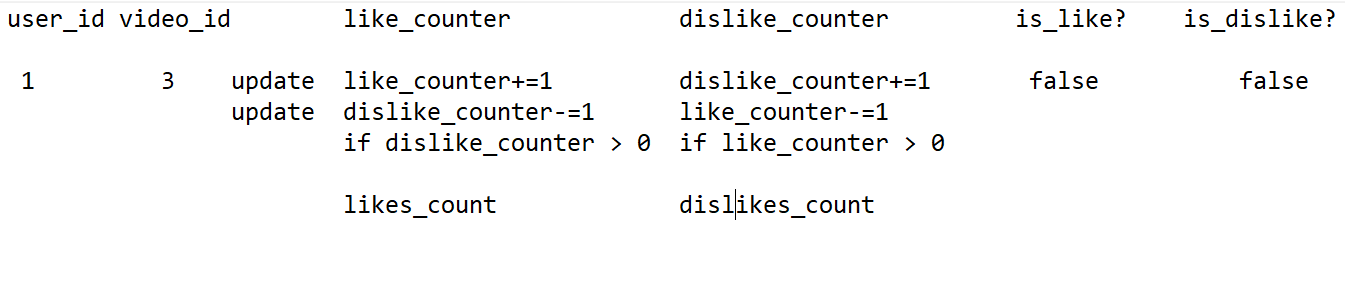 user_id video_id like_counter dislike_counter is_like? is_dislike?
1 3 update like_counter+=1 dislike_counter+=1 false false
update dislike_counter-=1 like_counter-=1
if dislike_counter > 0 if like_counter > 0
likes_count dislikes_count